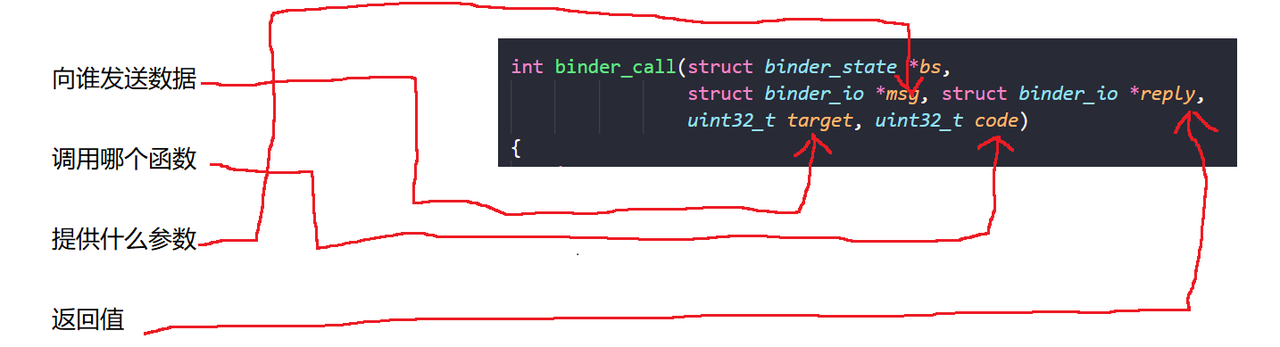 向谁发送数据
调用哪个函数
提供什么参数
返回值
int binder_call(struct binder_state *bs,
struct binder_io *msg, struct binder_io *reply,
uint32_t target, uint32_t code)
{